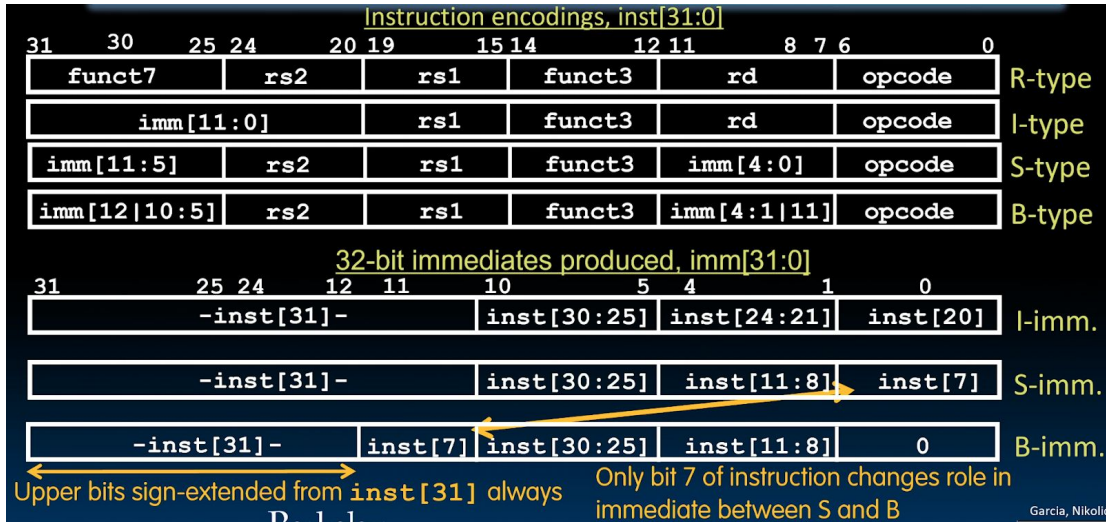 Instruction encodings, inst[31:0]
31 30 25 24 20 19 15 14 12 11 8 7 6 0
funct7 rs2 rs1 funct3 rd opcode R-type
imm[11:0] rs1 funct3 rd opcode I-type
imm[11:5] rs2 rs1 funct3 imm[4:0] opcode S-type
imm[12|10:5] rs2 rs1 funct3 imm[4:1|11] opcode B-type
32-bit immediates produced, imm[31:0]
31 25 24 12 11 10 5 4 1 0
-inst[31]- inst[30:25] inst[24:21] inst[20] I-imm.
-inst[31]- inst[30:25] inst[11:8] inst[7] S-imm.
-inst[31]- inst[7] inst[30:25] inst[11:8] 0 B-imm.
Upper bits sign-extended from inst[31] always
Only bit 7 of instruction changes role in
immediate between S and B
Garcia, Nikolić